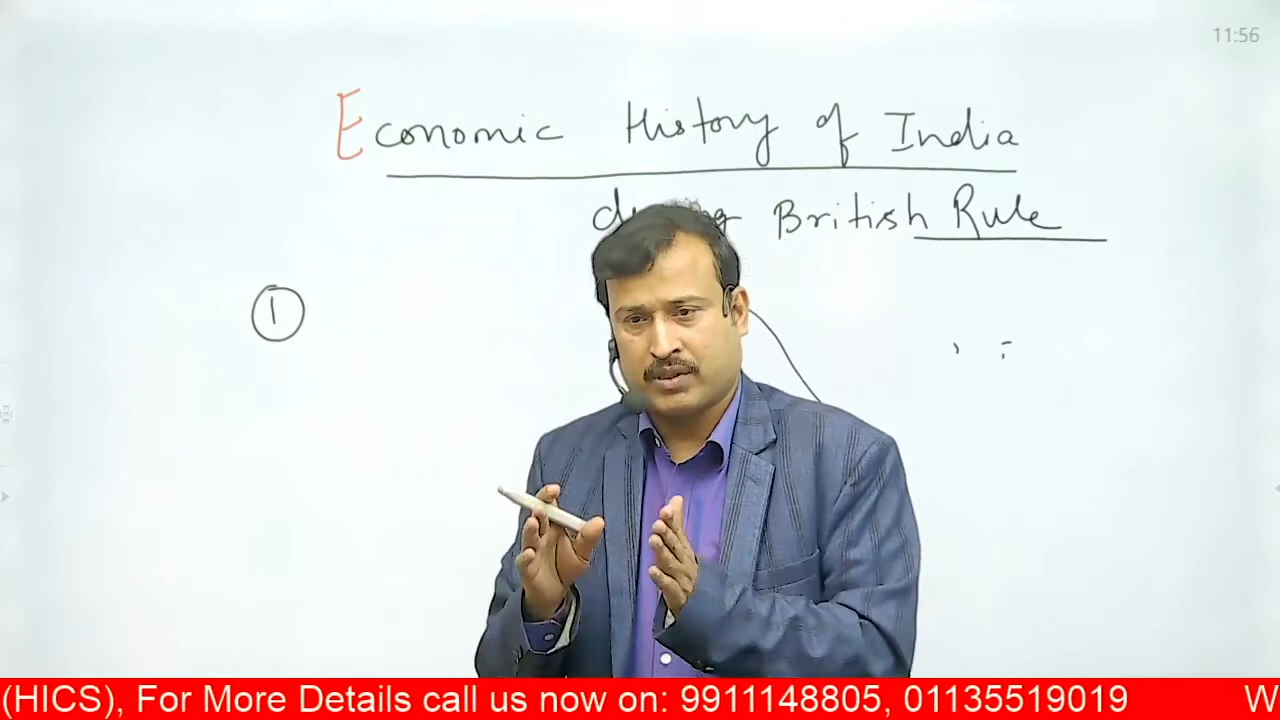 11:56
Economic History of India
during British Rule
1
(HICS), For More Details call us now on: 9911148805, 01135519019 W